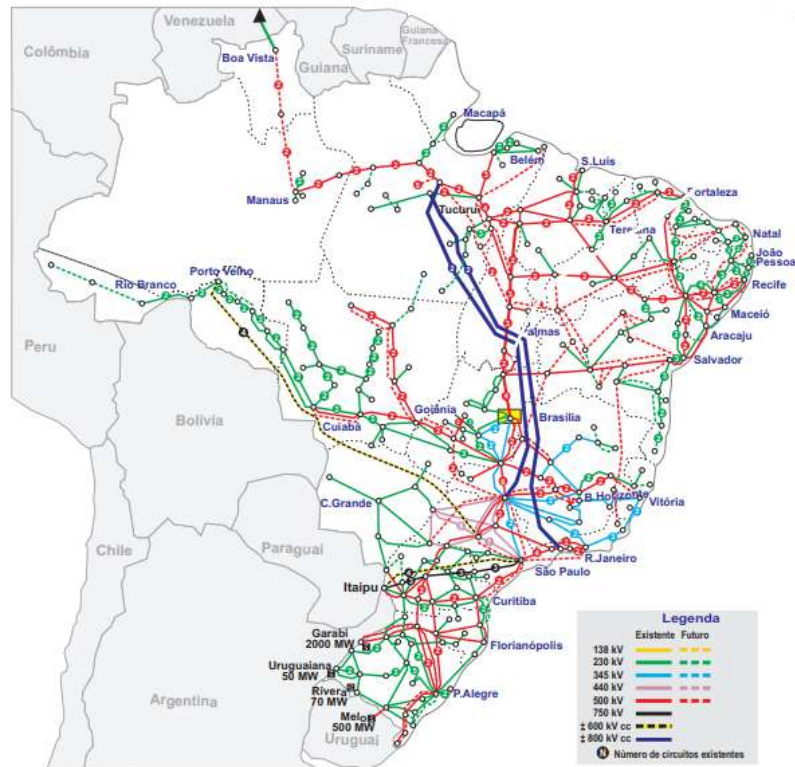 Venezuela
Guiana
Francesa
Colômbia
Suriname
Boa Vista
Guiana
Macapá
Belém
S.Luis
Manaus
Fortaleza
Tucuruí
Teresina
Natal
João
Pessoa
Porto Velho
Recife
Rio Branco
Maceió
Palmas
Aracaju
Peru
Salvador
Goiânia
Brasília
Bolívia
Cuiabá
B.Horizonte
Vitória
C.Grande
Paraguai
Chile
R.Janeiro
São Paulo
Itaipu
Curitiba
Garabi
2000 MW
Florianópolis
Uruguaiana
50 MW
Rivera
70 MW
P.Alegre
Melo
500 MW
Argentina
Uruguai
Legenda
Existente Futuro
138 kV
230 kV
345 kV
440 kV
500 kV
750 kV
± 600 kV cc
± 800 kV cc
N Número de circuitos existentes